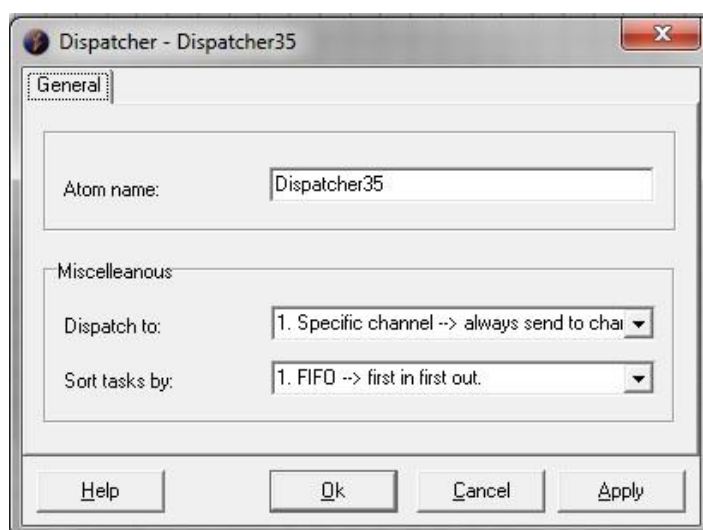 Dispatcher - Dispatcher35
General
Atom name:
Dispatcher35
Miscelleanous
Dispatch to:
1. Specific channel --> always send to
Sort tasks by:
1. FIFO --> first in first out.
Help
Ok
Cancel
Apply